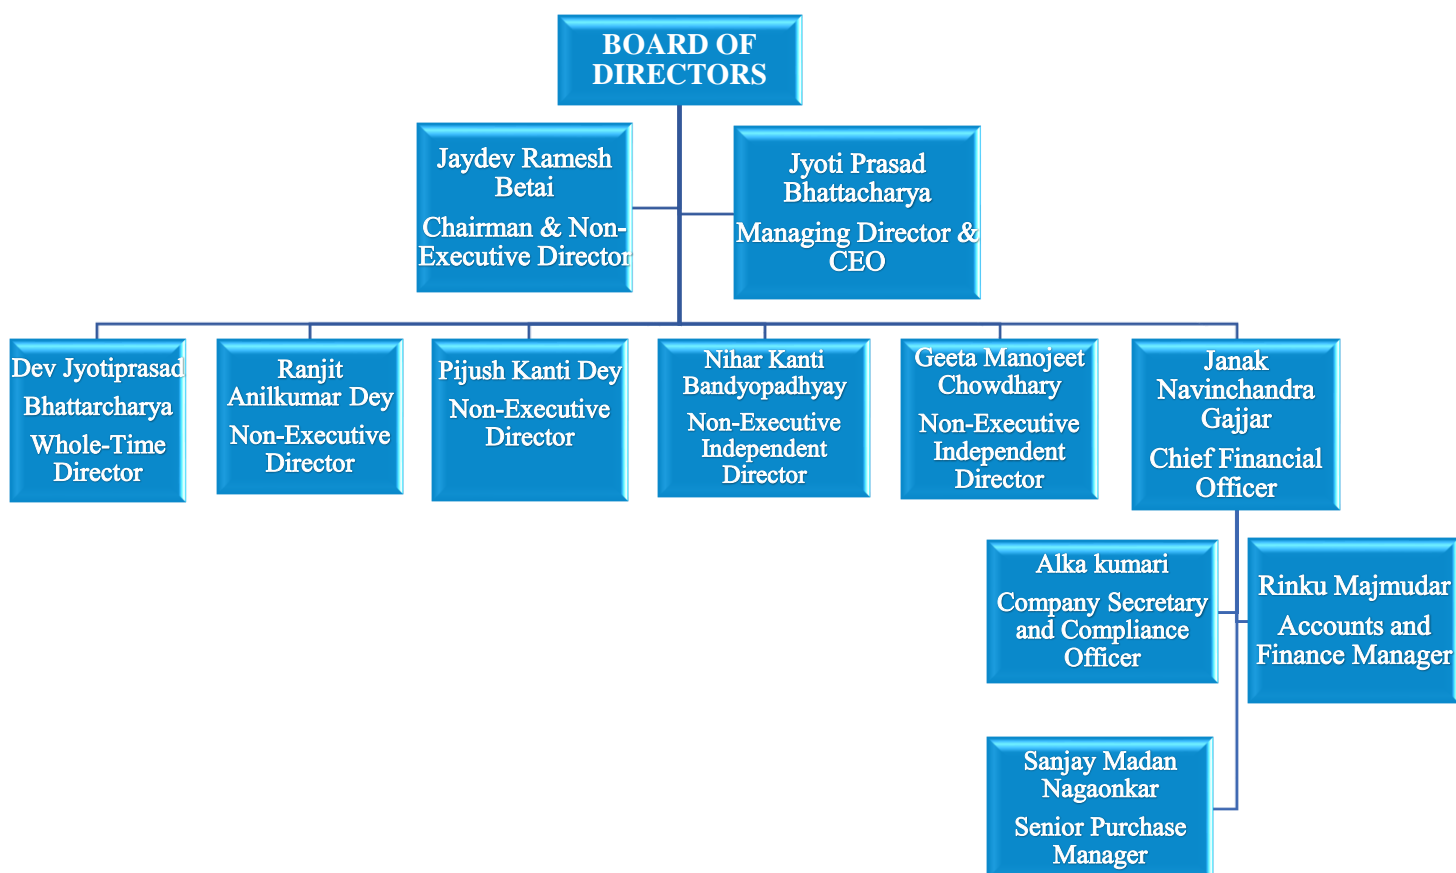 BOARD OF
DIRECTORS
Jaydev Ramesh
Betai
Chairman & Non-
Executive Director
Jyoti Prasad
Bhattacharya
Managing Director &
CEO
Dev Jyotiprasad
Bhattarcharya
Whole-Time
Director
Ranjit
Anilkumar Dey
Non-Executive
Director
Pijush Kanti Dey
Non-Executive
Director
Nihar Kanti
Bandyopadhyay
Non-Executive
Independent
Director
Geeta Manojeet
Chowdhary
Non-Executive
Independent
Director
Janak
Navinchandra
Gajjar
Chief Financial
Officer
Alka kumari
Company Secretary
and Compliance
Officer
Rinku Majmudar
Accounts and
Finance Manager
Sanjay Madan
Nagaonkar
Senior Purchase
Manager